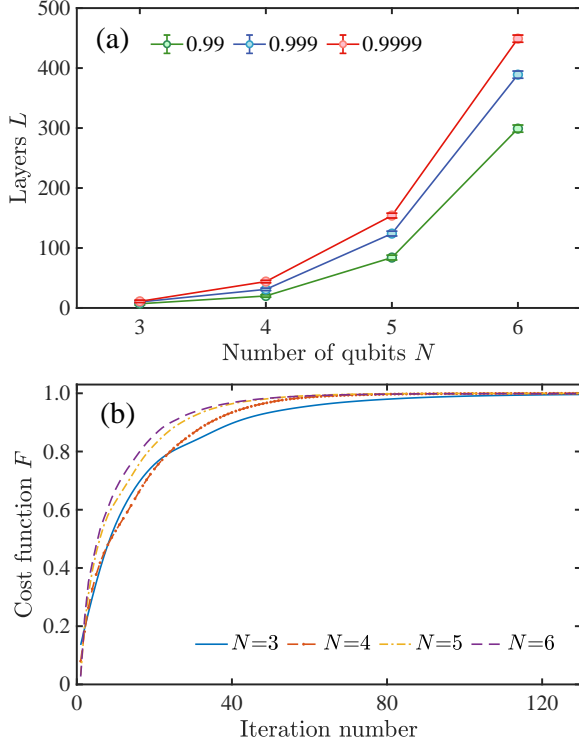 500
(a)
0.99 0.999 0.9999
400
300
Layers L
200
100
0
3 4 5 6
Number of qubits N
1.0
(b)
0.8
0.6
Cost function F
0.4
0.2
N=3 N=4 N=5 N=6
0
0 40 80 120
Iteration number